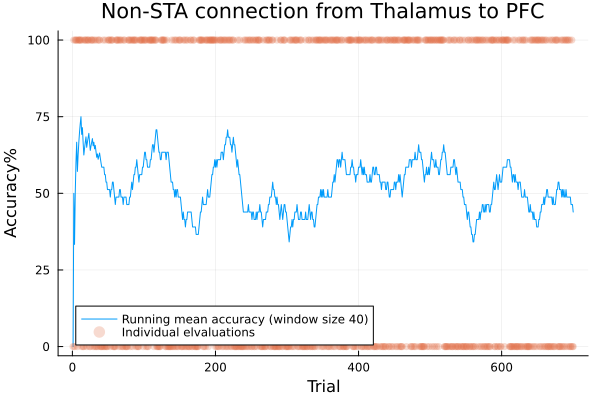 Non-STA connection from Thalamus to PFC
Accuracy%
100
75
50
25
0
Running mean accuracy (window size 40)
Individual elvaluations
0
200
400
600
Trial